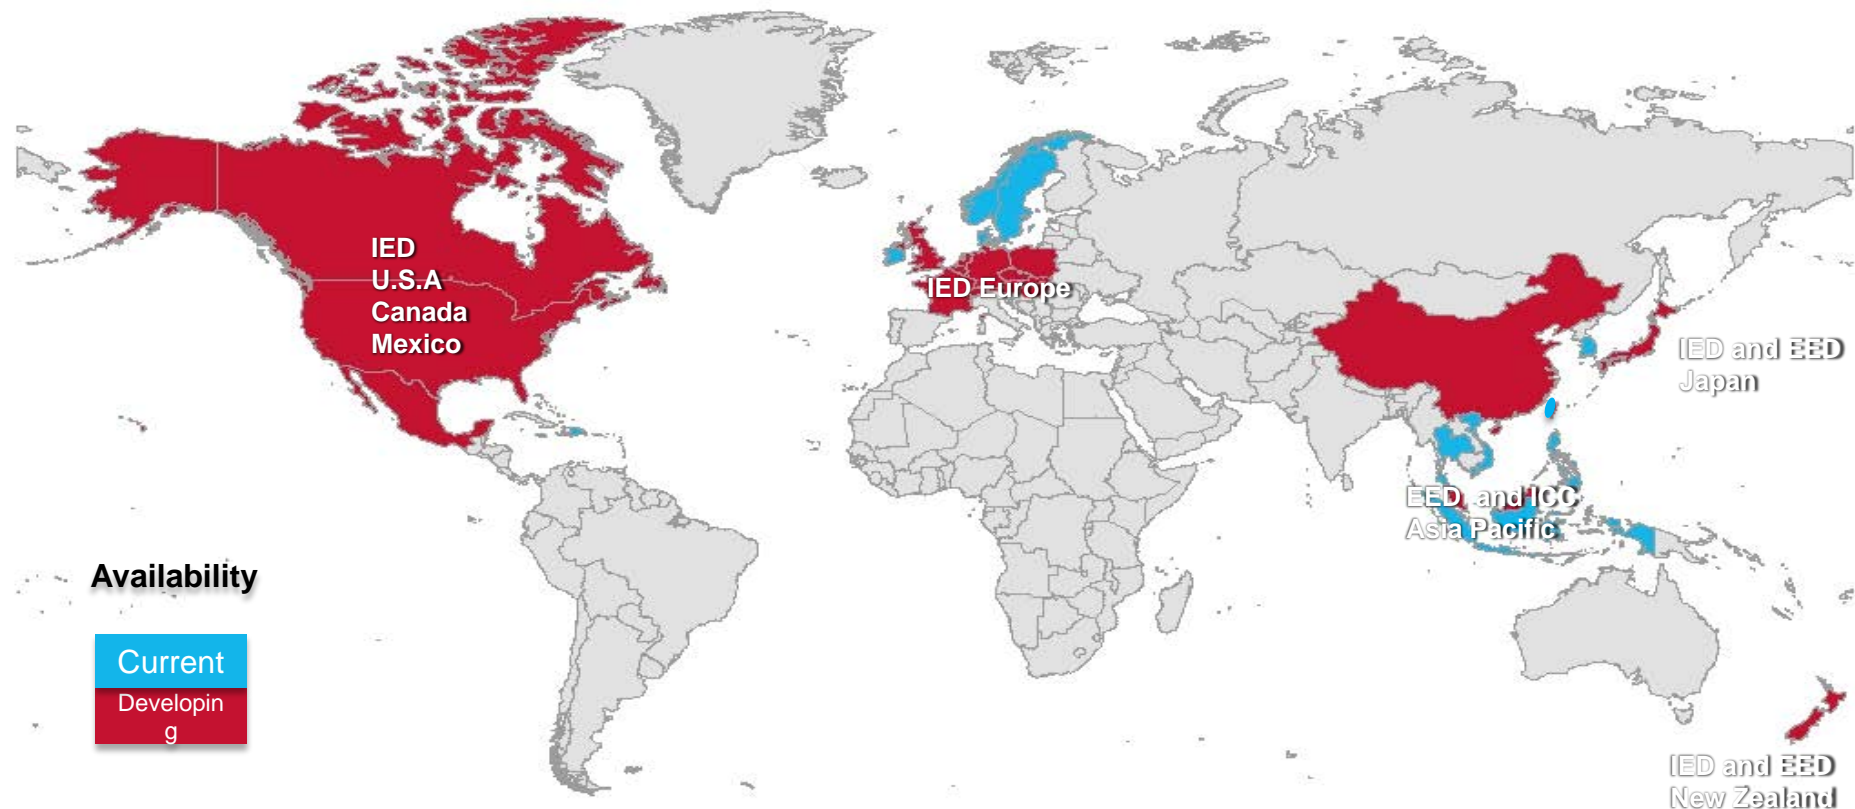 IED
U.S.A
Canada
Mexico
IED Europe
IED and EED
Japan
EED and ICC
Asia Pacific
Availability
Current
Developin
g
IED and EED
New Zealand